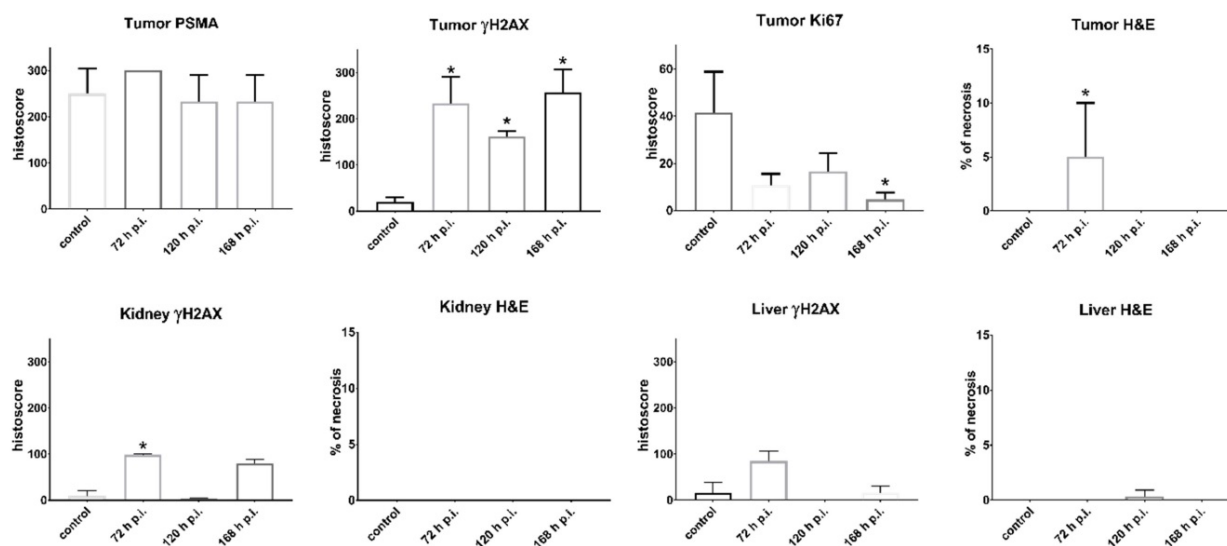 Tumor PSMA
histoscore
300
200
100
0
control
72 h p.i.
120 h p.i.
168 h p.i.
Tumor γH2AX
histoscore
300
200
100
0
*
*
*
control
72 h p.i.
120 h p.i.
168 h p.i.
Tumor Ki67
histoscore
60
40
20
0
*
control
72 h p.i.
120 h p.i.
168 h p.i.
Tumor H&E
% of necrosis
15
10
5
0
*
control
72 h p.i.
120 h p.i.
168 h p.i.
Kidney γH2AX
histoscore
300
200
100
0
*
control
72 h p.i.
120 h p.i.
168 h p.i.
Kidney H&E
% of necrosis
15
10
5
0
control
72 h p.i.
120 h p.i.
168 h p.i.
Liver γH2AX
histoscore
300
200
100
0
control
72 h p.i.
120 h p.i.
168 h p.i.
Liver H&E
% of necrosis
15
10
5
0
control
72 h p.i.
120 h p.i.
168 h p.i.